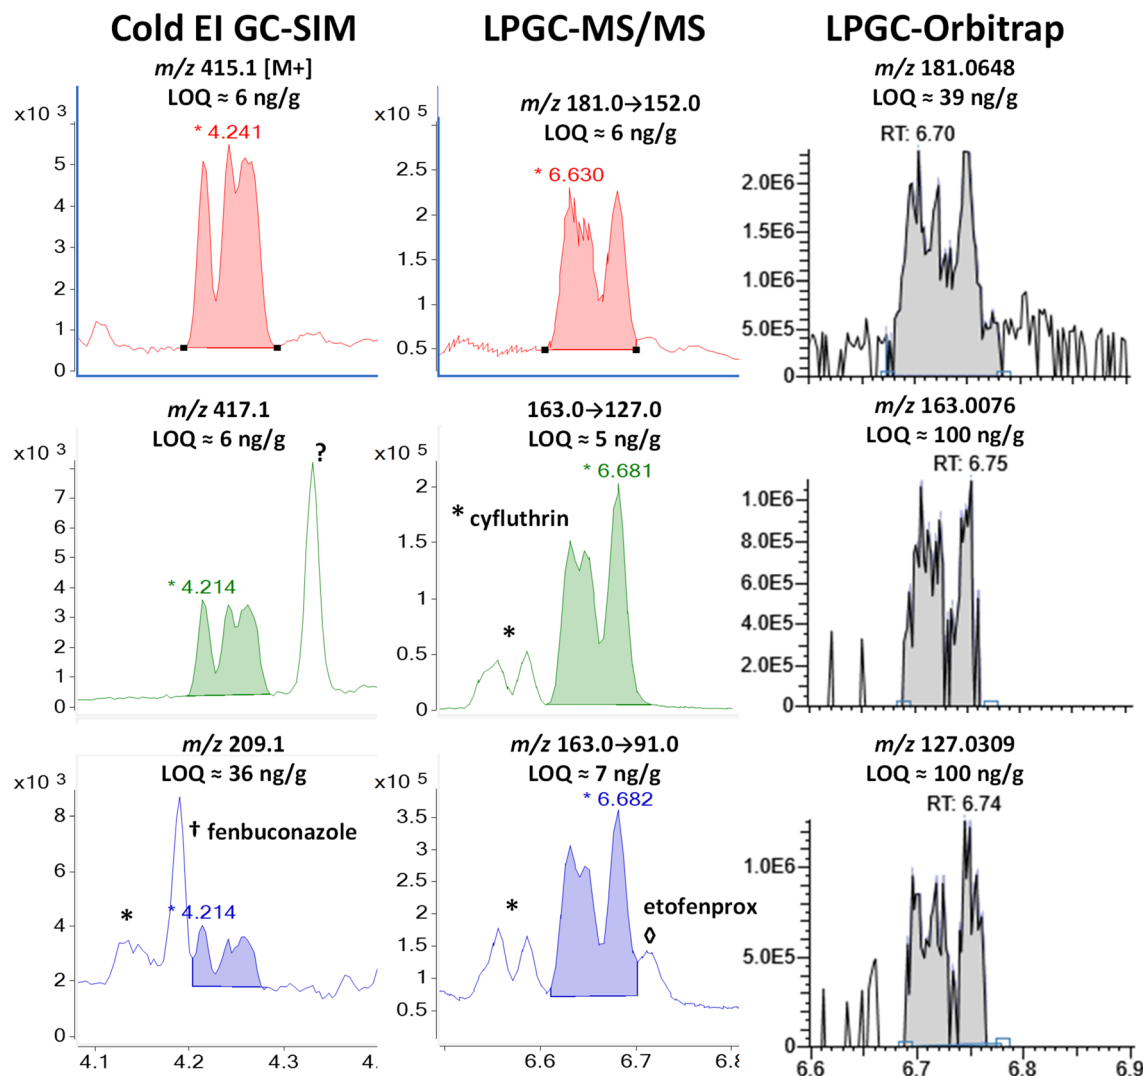 Cold EI GC-SIM
m/z 415.1 [M+]
LOQ ≈ 6 ng/g
x10 3
* 4.241
5
4
3
2
1
0
m/z 417.1
LOQ ≈ 6 ng/g
x10 3
?
7
6
5
4
3
2
1
0
* 4.214
m/z 209.1
LOQ ≈ 36 ng/g
x10 3
† fenbuconazole
* 4.214
*
8
6
4
2
0
4.1
4.2
4.3
4.
LPGC-MS/MS
m/z 181.0→152.0
LOQ ≈ 6 ng/g
x10 5
* 6.630
2.5
2
1.5
1
0.5
163.0→127.0
LOQ ≈ 5 ng/g
x10 5
* 6.681
* cyfluthrin
*
2
1.5
1
0.5
0
m/z 163.0→91.0
LOQ ≈ 7 ng/g
x10 5
* 6.682
*
etofenprox
◊
3.5
3
2.5
2
1.5
1
0.5
6.6
6.7
6.8
LPGC-Orbitrap
m/z 181.0648
LOQ ≈ 39 ng/g
RT: 6.70
2.0E6
1.5E6
1.0E6
5.0E5
0
m/z 163.0076
LOQ ≈ 100 ng/g
RT: 6.75
1.0E6
8.0E5
6.0E5
4.0E5
2.0E5
0
m/z 127.0309
LOQ ≈ 100 ng/g
RT: 6.74
1.0E6
5.0E5
0
6.6
6.7
6.8
6.9